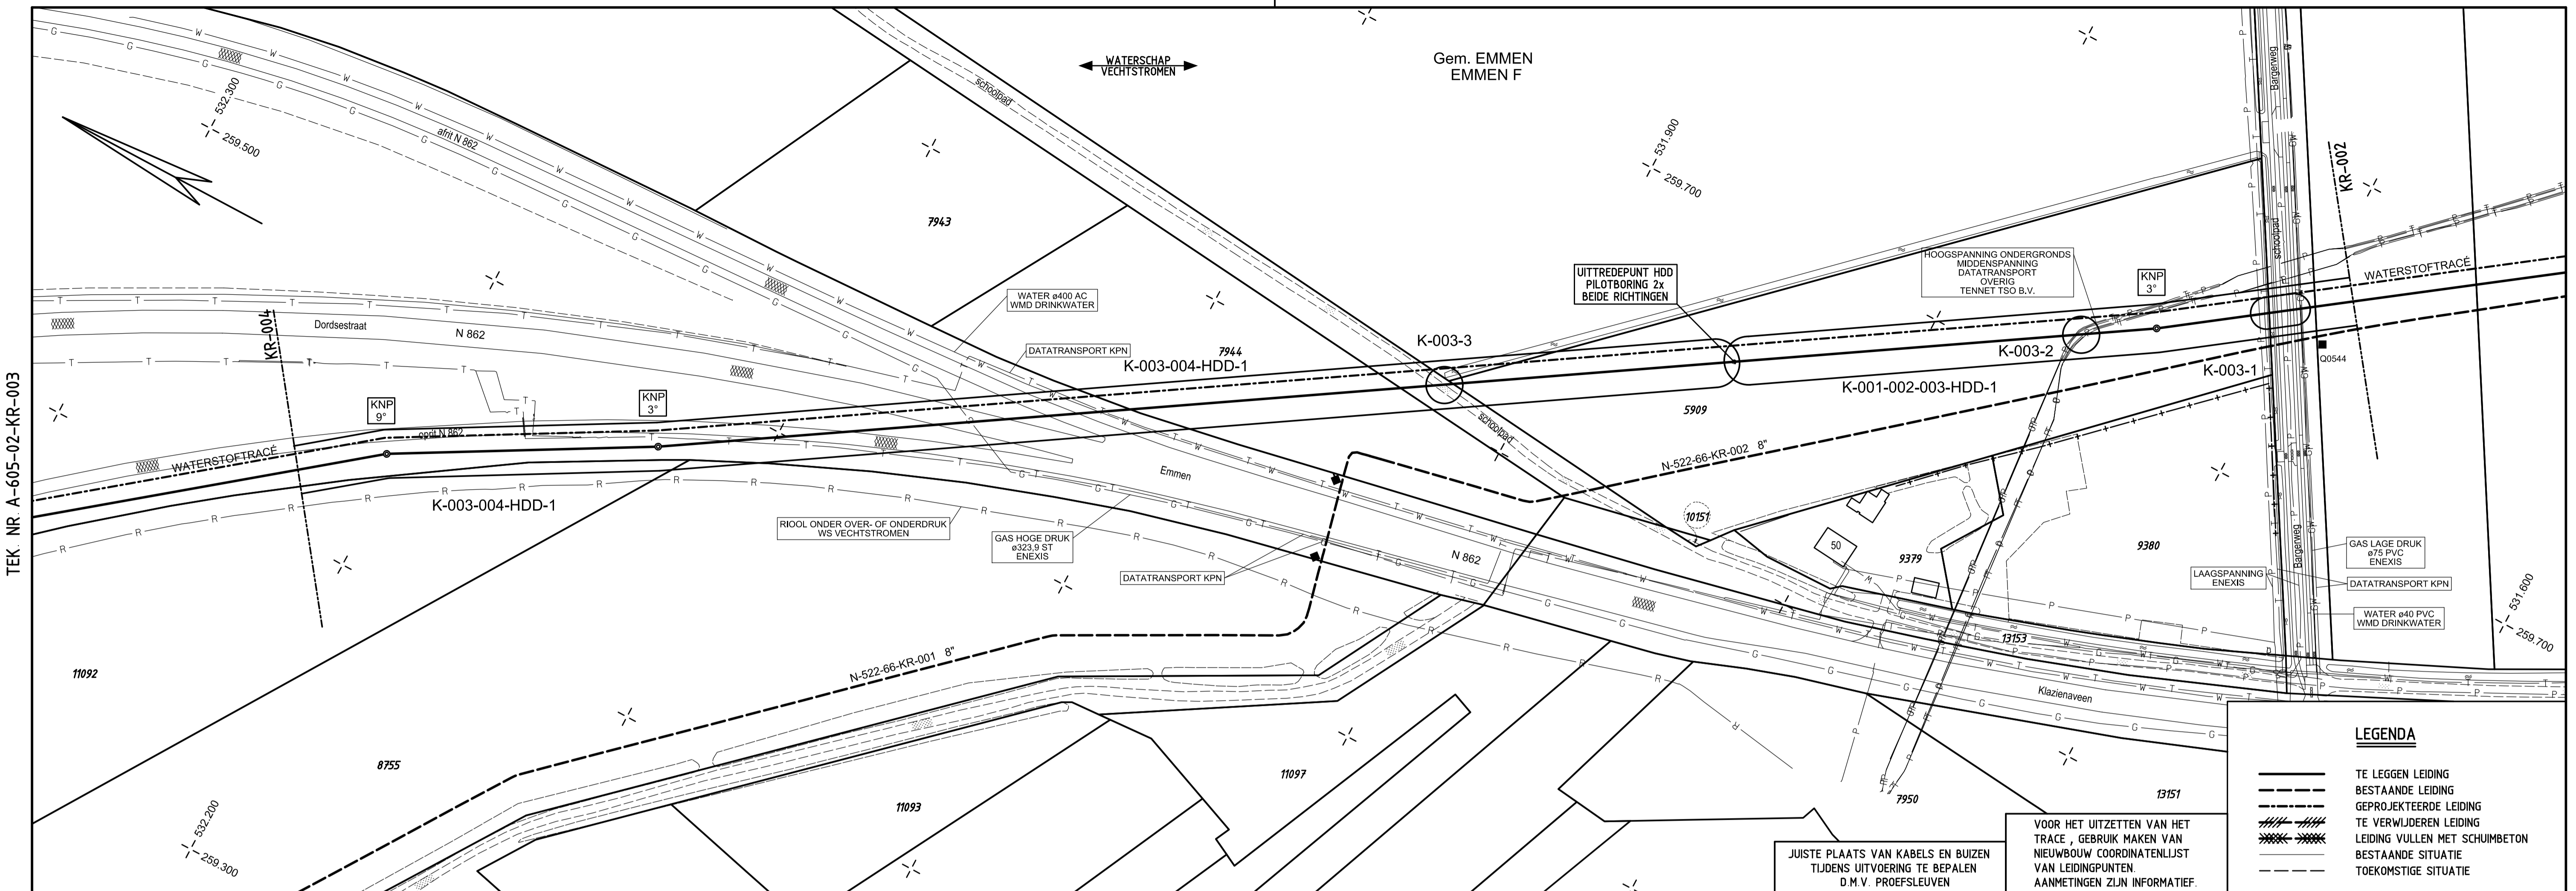 TEK. NR. A-605-02-KR-003
WATERSCHAP
VECHTSTROMEN
Gem. EMMEN
EMMEN F
532.300
259.500
afrit N 862
schoolpad
7943
531.900
259.700
Bargerweg
KR-002
schoolpad
HOOGSPANNING ONDERGRONDS
MIDDENSPANNING
DATATRANSPORT
OVERIG
TENNET TSO B.V.
UITTREDEPUNT HDD
PILOTBORING 2x
BEIDE RICHTINGEN
KNP
3°
WATERSTOFTRACÉ
WATER ø400 AC
WMD DRINKWATER
DATATRANSPORT KPN
Dordsestraat
N 862
KR-004
7944
K-003-004-HDD-1
K-003-3
K-003-2
K-003-1
Q0544
K-001-002-003-HDD-1
5909
KNP
9°
KNP
3°
oprit N 862
WATERSTOFTRACÉ
K-003-004-HDD-1
Emmen
schoolpad
N-522-66-KR-002 8"
RIOOL ONDER OVER- OF ONDERDRUK
WS VECHTSTROMEN
GAS HOGE DRUK
ø323,9 ST
ENEXIS
DATATRANSPORT KPN
N 862
10151
50
9379
9380
Bargerweg
GAS LAGE DRUK
ø75 PVC
ENEXIS
LAAGSPANNING
ENEXIS
DATATRANSPORT KPN
WATER ø40 PVC
WMD DRINKWATER
531.600
259.700
13153
Klazienaveen
N-522-66-KR-001 8"
11092
8755
11093
11097
7950
13151
532.200
259.300
JUISTE PLAATS VAN KABELS EN BUIZEN
TIJDENS UITVOERING TE BEPALEN
D.M.V. PROEFSLEUVEN
VOOR HET UITZETTEN VAN HET
TRACE , GEBRUIK MAKEN VAN
NIEUWBOUW COORDINATENLIJST
VAN LEIDINGPUNTEN.
AANMETINGEN ZIJN INFORMATIEF.
LEGENDA
TE LEGGEN LEIDING
BESTAANDE LEIDING
GEPROJEKTEERDE LEIDING
TE VERWIJDEREN LEIDING
LEIDING VULLEN MET SCHUIMBETON
BESTAANDE SITUATIE
TOEKOMSTIGE SITUATIE